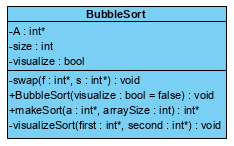 BubbleSort
-A : int*
-size : int
-visualize : bool
-swap(f : int*, s : int*) : void
+BubbleSort(visualize : bool = false) : void
+makeSort(a : int*, arraySize : int) : int*
-visualizeSort(first : int*, second : int*) : void